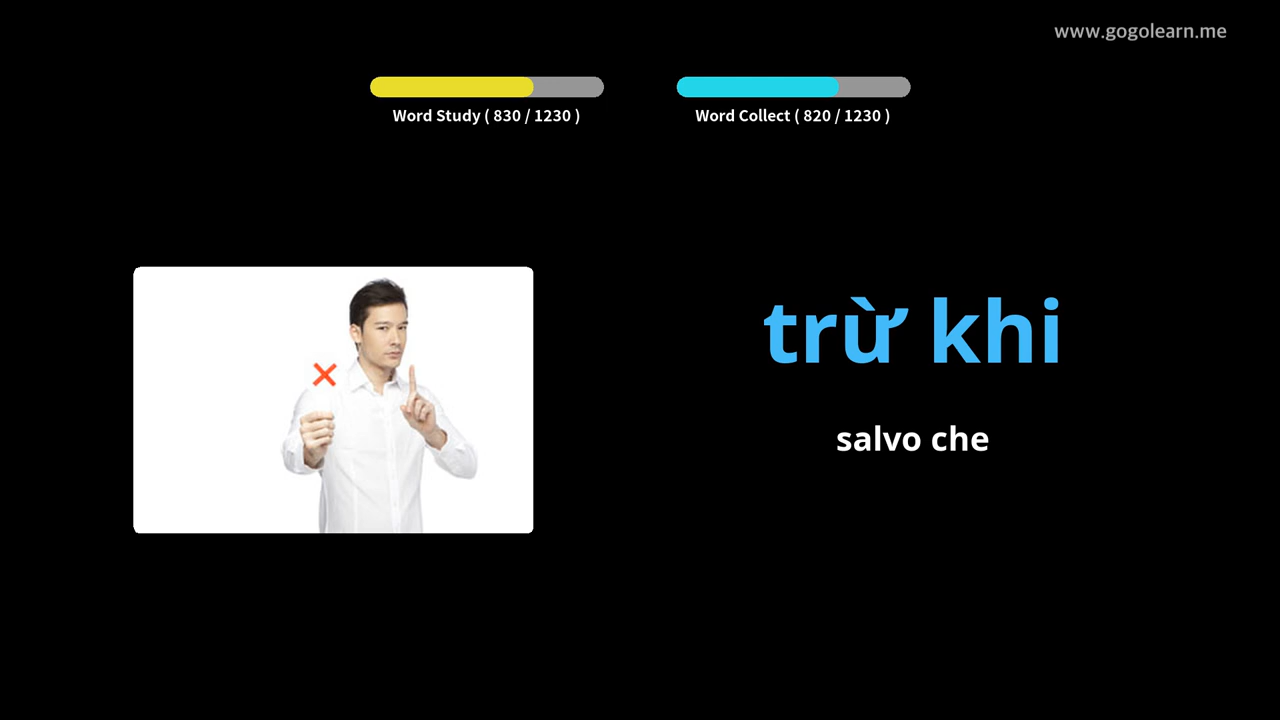 www.gogolearn.me
Word Study ( 830 / 1230 )
Word Collect ( 820 / 1230 )
trừ khi
salvo che